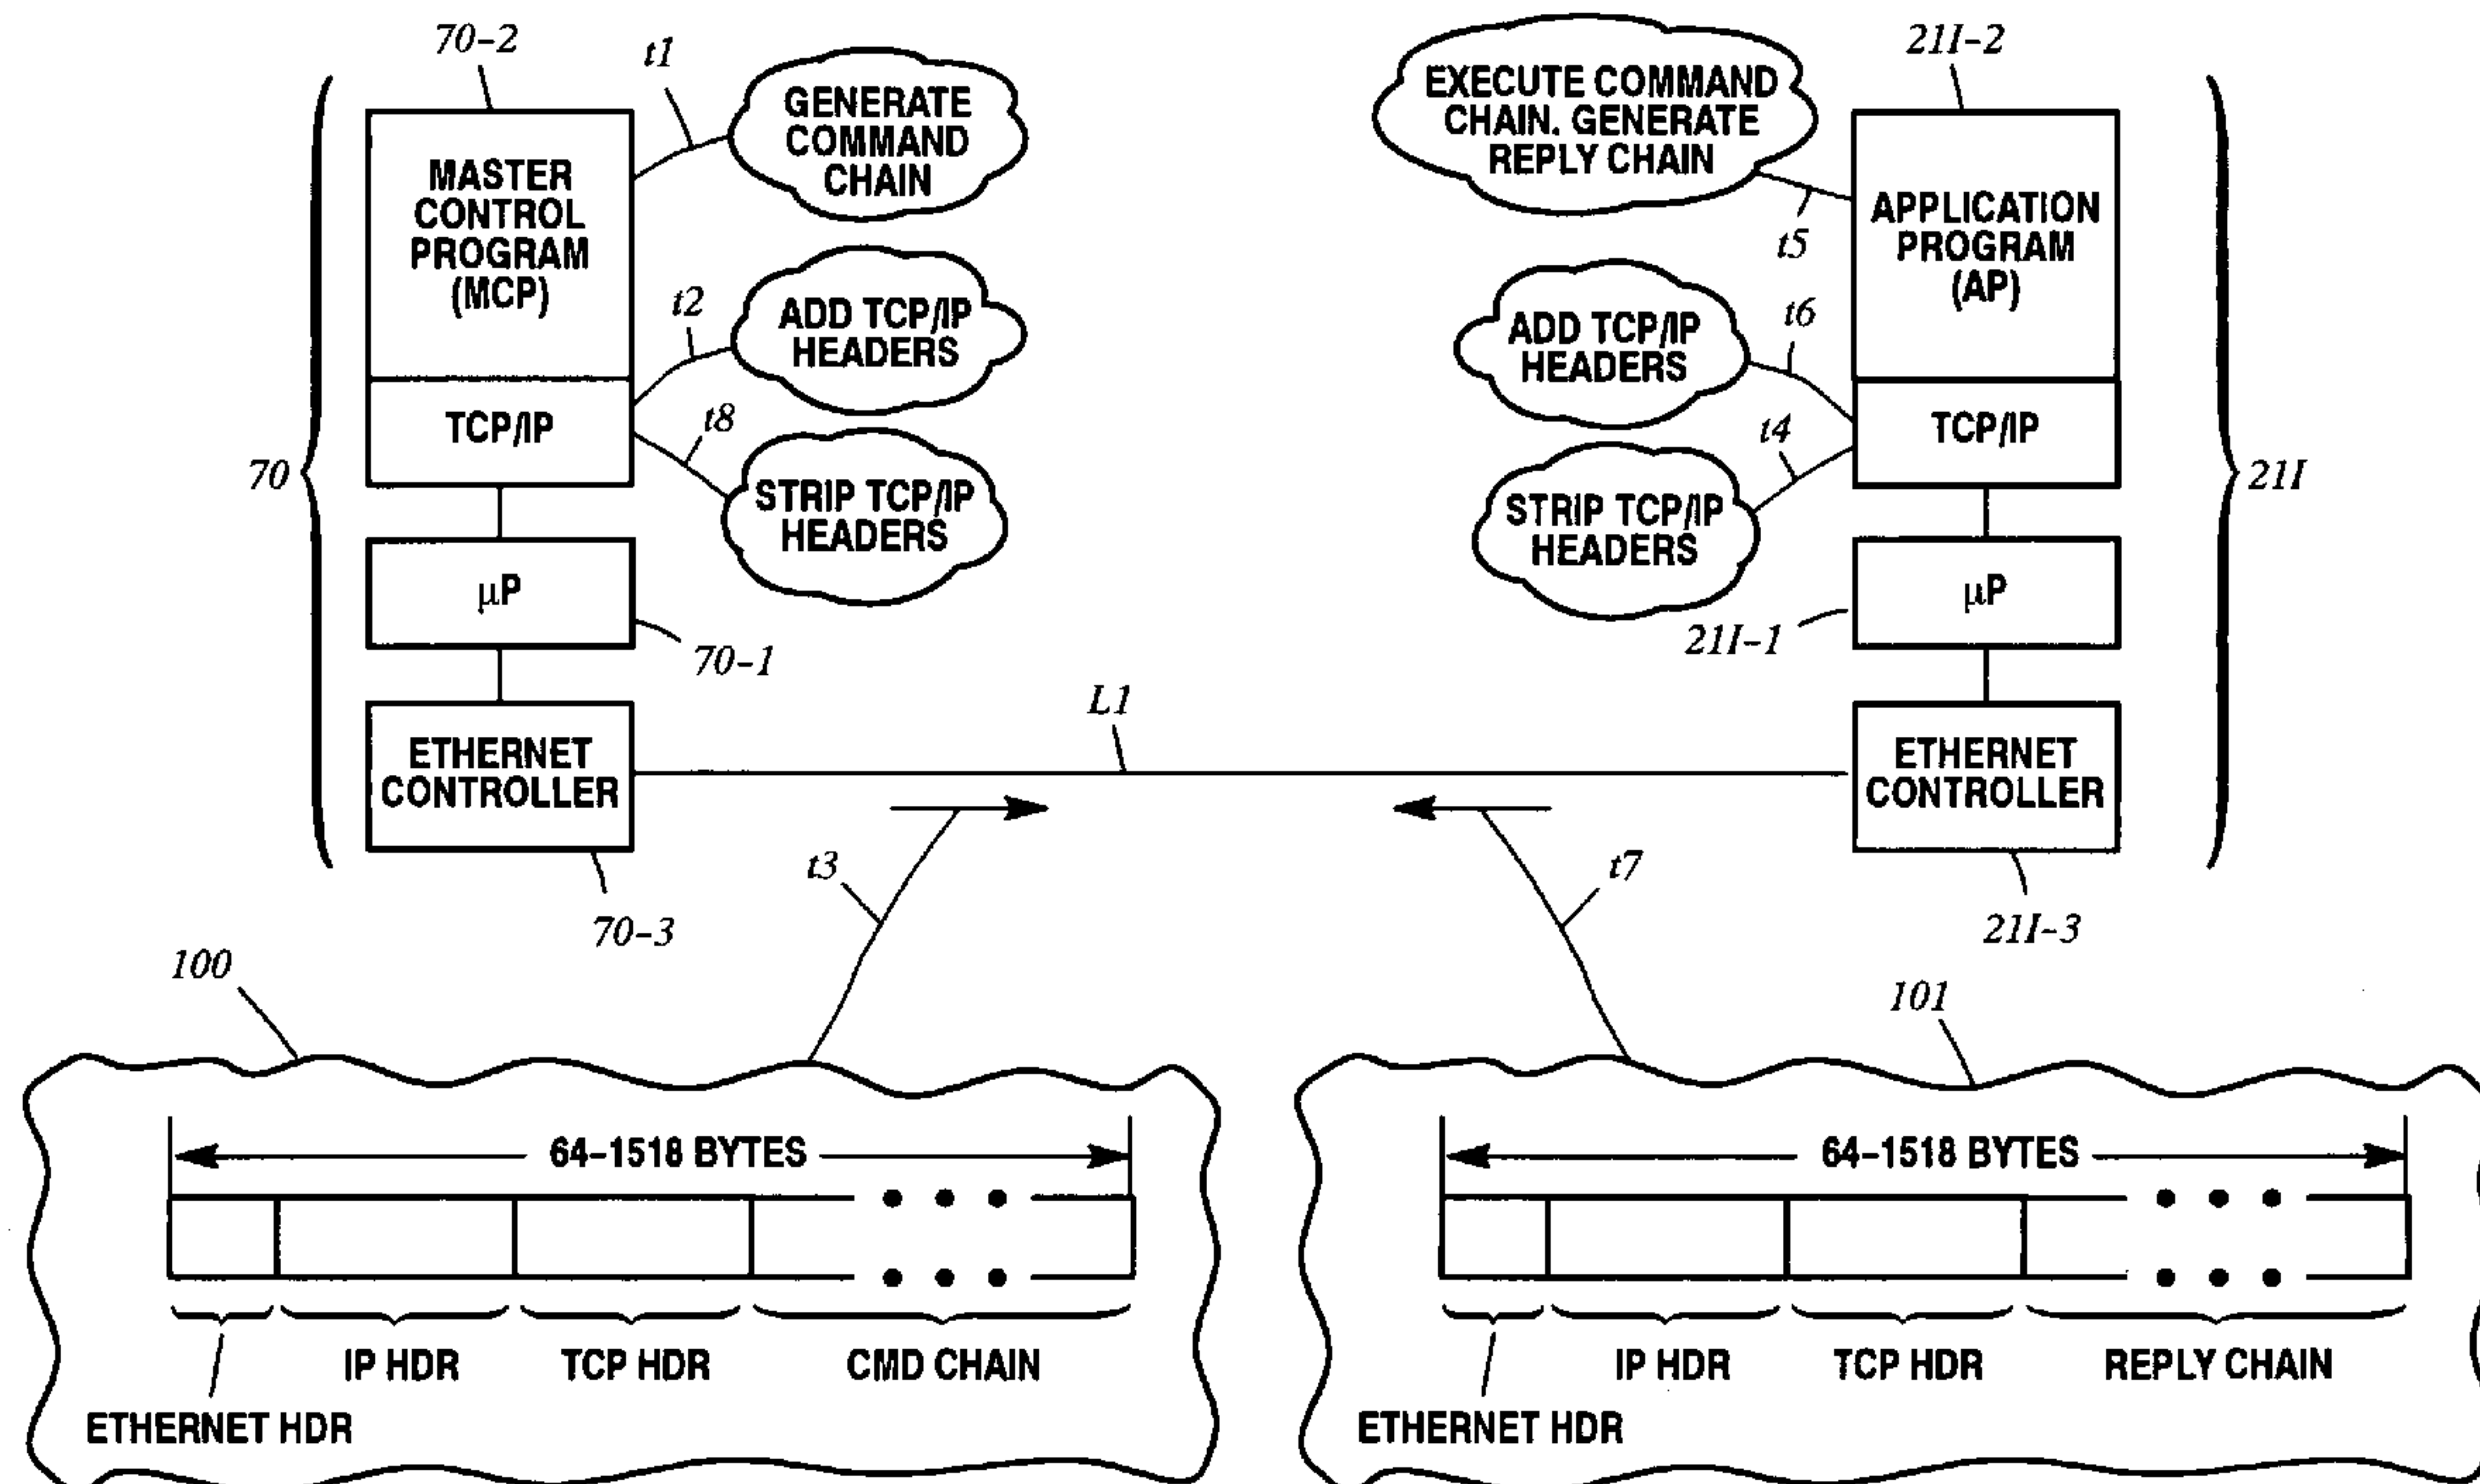 70-2
t1
GENERATE
COMMAND
CHAIN
MASTER
CONTROL
PROGRAM
(MCP)
t2
ADD TCP/IP
HEADERS
TCP/IP
t8
STRIP TCP/IP
HEADERS
70
μP
70-1
ETHERNET
CONTROLLER
70-3
L1
EXECUTE COMMAND
CHAIN. GENERATE
REPLY CHAIN
t5
21I-2
APPLICATION
PROGRAM
(AP)
ADD TCP/IP
HEADERS
t6
TCP/IP
t4
STRIP TCP/IP
HEADERS
21I
μP
21I-1
ETHERNET
CONTROLLER
21I-3
t3
t7
100
64-1518 BYTES
IP HDR
TCP HDR
CMD CHAIN
ETHERNET HDR
101
64-1518 BYTES
IP HDR
TCP HDR
REPLY CHAIN
ETHERNET HDR